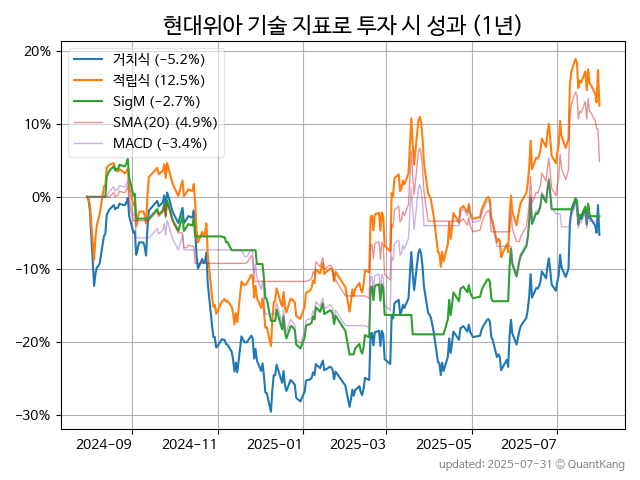 현대위아 기술 지표로 투자 시 성과 (1년)
20%
10%
0%
−10%
−20%
−30%
거치식 (−5.2%)
적립식 (12.5%)
SigM (−2.7%)
SMA(20) (4.9%)
MACD (−3.4%)
2024−09
2024−11
2025−01
2025−03
2025−05
2025−07
updated: 2025-07-31 © QuantKang